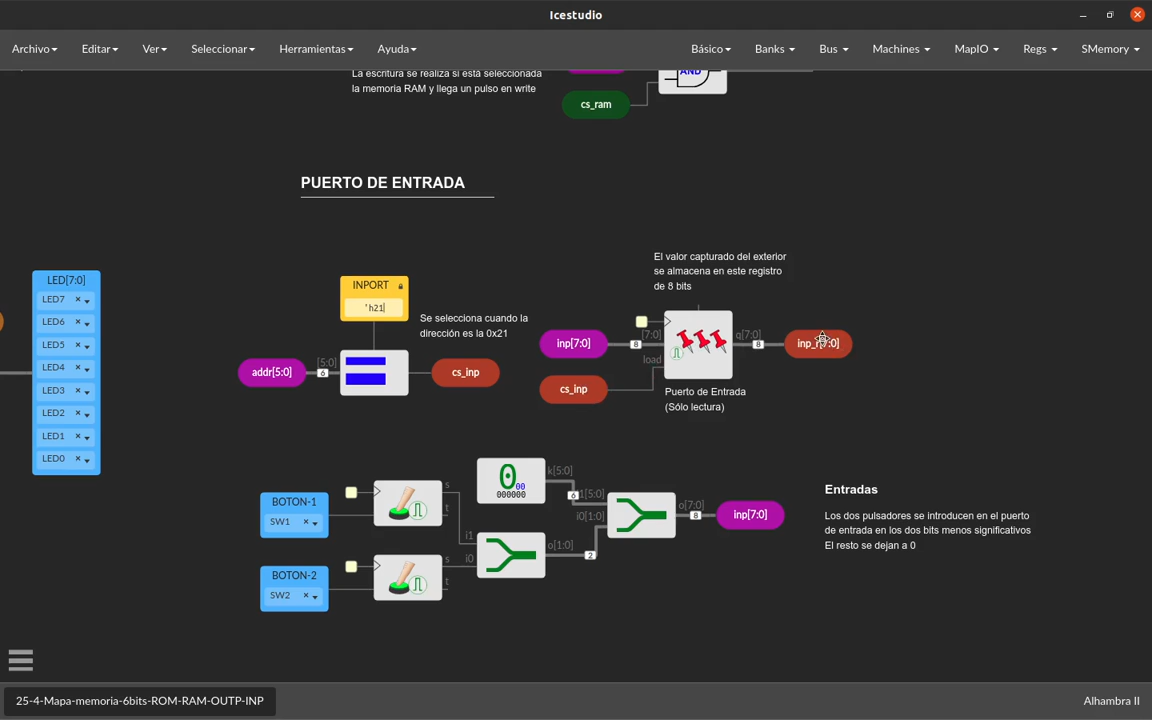 Icestudio
Archivo Editar Ver Seleccionar Herramientas Ayuda Básico Banks Bus Machines MapIO Regs SMemory
La escritura se realiza si está seleccionada
la memoria RAM y llega un pulso en write
AND
cs_ram
PUERTO DE ENTRADA
El valor capturado del exterior
se almacena en este registro
de 8 bits
LED[7:0]
LED7
LED6
LED5
LED4
LED3
LED2
LED1
LED0
INPORT
'h21
Se selecciona cuando la
dirección es la 0x21
addr[5:0]
[5:0]
6
cs_inp
inp[7:0]
8
[7:0]
load
q[7:0]
8
cs_inp
Puerto de Entrada
(Sólo lectura)
BOTON-1
SW1
s
t
BOTON-2
SW2
s
t
0
00
000000
k[5:0]
6
i1
i0
o[1:0]
2
i1[5:0]
i0[1:0]
o[7:0]
8
inp[7:0]
Entradas
Los dos pulsadores se introducen en el puerto
de entrada en los dos bits menos significativos
El resto se dejan a 0
25-4-Mapa-memoria-6bits-ROM-RAM-OUTP-INP
Alhambra II